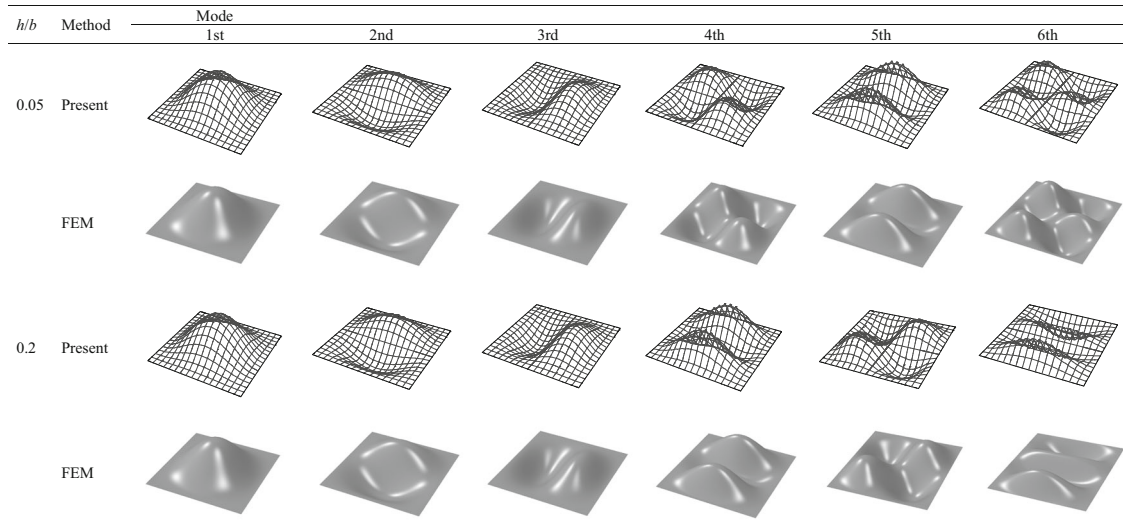 Mode
h/b Method
1st 2nd 3rd 4th 5th 6th
0.05 Present
FEM
0.2 Present
FEM